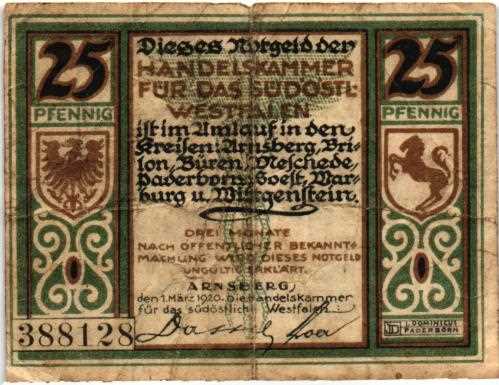 25
PFENNIG
25
PFENNIG
Dieses Notgeld der
HANDELSKAMMER
FÜR DAS SÜDÖSTL.
WESTFALEN
ist im Umlauf in den
Kreisen: Arnsberg, Bri-
lon, Büren, Meschede,
Paderborn, Soest, War-
burg u. Wittgenstein.
DREI MONATE
NACH ÖFFENTLICHER BEKANNT-
MACHUNG WIRD DIESES NOTGELD
UNGÜLTIG ERKLÄRT.
ARNSBERG,
den 1. März 1920. Die Handelskammer
für das südöstlich Westfalen:
388128
J. DOMINICUS
PADERBORN